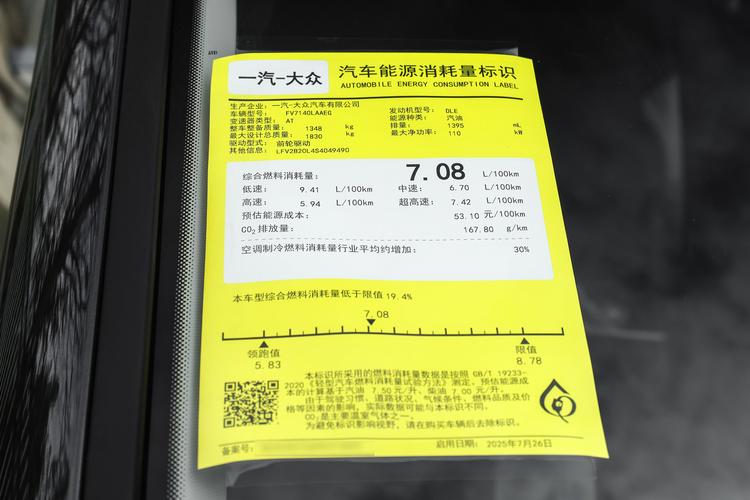 一汽-大众 汽车能源消耗量标识
AUTOMOBILE ENERGY CONSUMPTION LABEL
生产企业: 一汽-大众汽车有限公司
车辆型号: FV7140LAAEG 发动机型号: DLE
变速器类型: AT 能源种类: 汽油
整车整备质量: 1348 kg 排量: 1395 mL
最大设计总质量: 1830 kg 最大净功率: 110 kW
驱动型式: 前轮驱动
其他信息: LFV2B20L4S4049490
综合燃料消耗量: 7.08 L/100km
低速: 9.41 L/100km 中速: 6.70 L/100km
高速: 5.94 L/100km 超高速: 7.42 L/100km
预估能源成本: 53.10 元/100km
CO2排放量: 167.80 g/km
空调制冷燃料消耗量行业平均约增加: 30%
本车型综合燃料消耗量低于限值19.4%
7.08
领跑值 限值
5.83 8.78
本标识所采用的燃料消耗量数据是按照 GB/T 19233-
2020《轻型汽车燃料消耗量试验方法》测定。预估能源成
本的计算基于汽油 7.50元/升、柴油 7.00 元/升。
由于驾驶习惯、道路状况、气候条件、燃料品质及价
格等因素的影响，实际数据可能与本标识不同。
CO2是主要温室气体之一。
为避免标识影响视野，请在购买车辆后去除标识。
备案号: 启用日期: 2025年7月26日